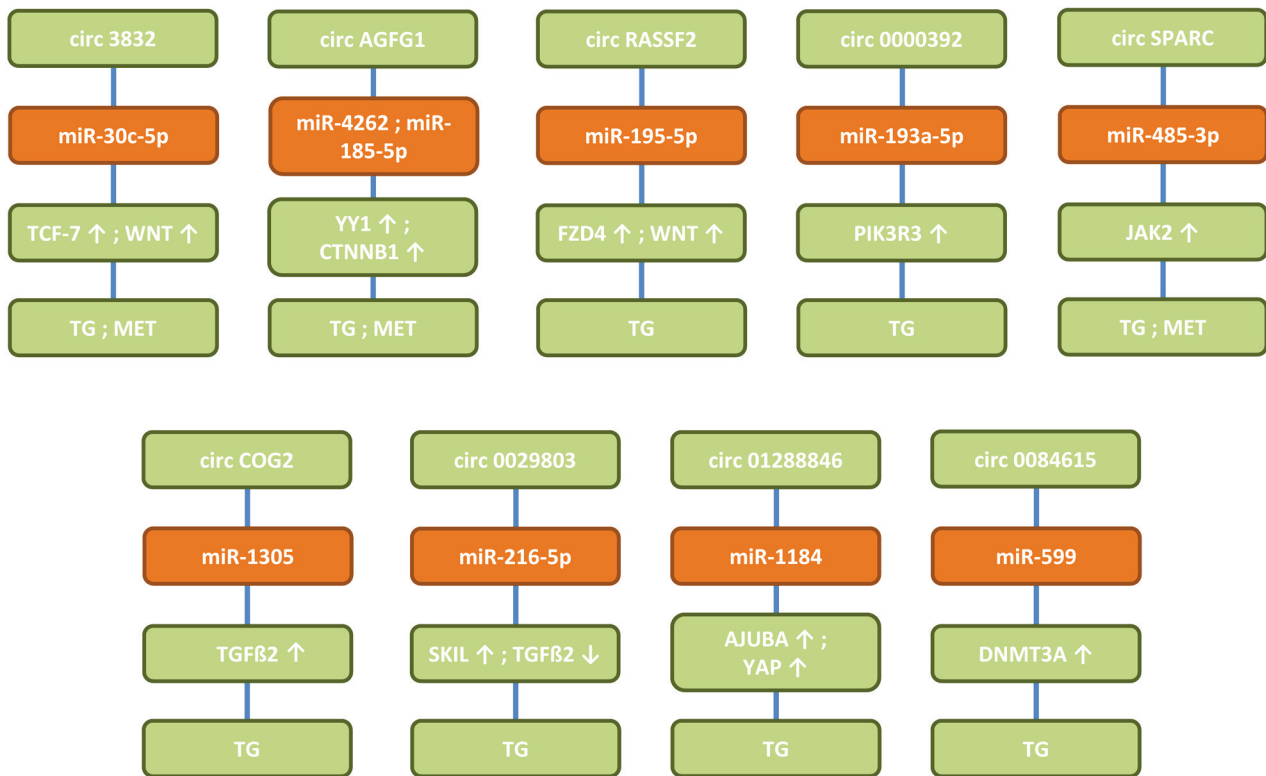 circ 3832
circ AGFG1
circ RASSF2
circ 0000392
circ SPARC
miR-30c-5p
miR-4262 ; miR-
185-5p
miR-195-5p
miR-193a-5p
miR-485-3p
TCF-7 ↑ ; WNT ↑
YY1 ↑ ;
CTNNB1 ↑
FZD4 ↑ ; WNT ↑
PIK3R3 ↑
JAK2 ↑
TG ; MET
TG ; MET
TG
TG
TG ; MET
circ COG2
circ 0029803
circ 01288846
circ 0084615
miR-1305
miR-216-5p
miR-1184
miR-599
TGFß2 ↑
SKIL ↑ ; TGFß2 ↓
AJUBA ↑ ;
YAP ↑
DNMT3A ↑
TG
TG
TG
TG